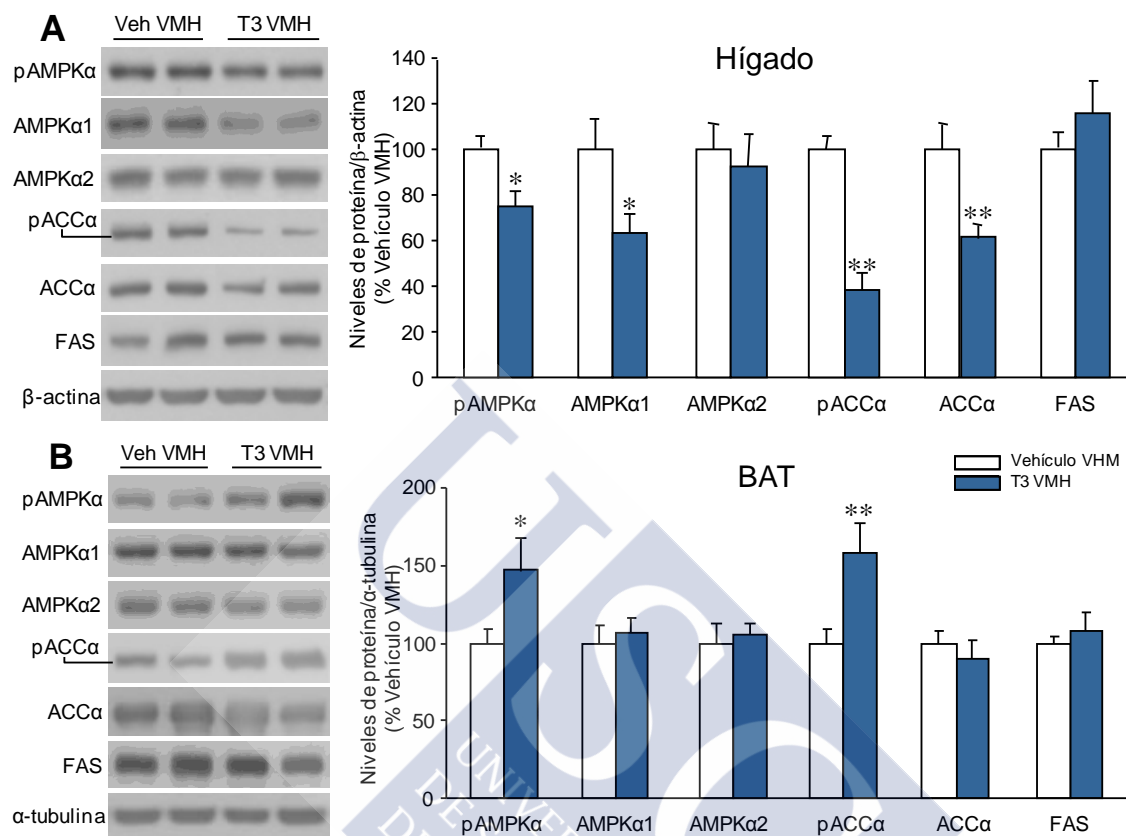 A
Veh VMH T3 VMH
pAMPKα
AMPKα1
AMPKα2
pACCα
ACCα
FAS
β-actina
Hígado
Niveles de proteína/β-actina
(% Vehículo VMH)
140
120
100
80
60
40
20
0
* * ** **
pAMPKα AMPKα1 AMPKα2 pACCα ACCα FAS
B
Veh VMH T3 VMH
pAMPKα
AMPKα1
AMPKα2
pACCα
ACCα
FAS
α-tubulina
BAT
Vehículo VHM
T3 VMH
Niveles de proteína/α-tubulina
(% Vehículo VMH)
200
150
100
50
0
* **
pAMPKα AMPKα1 AMPKα2 pACCα ACCα FAS
USC